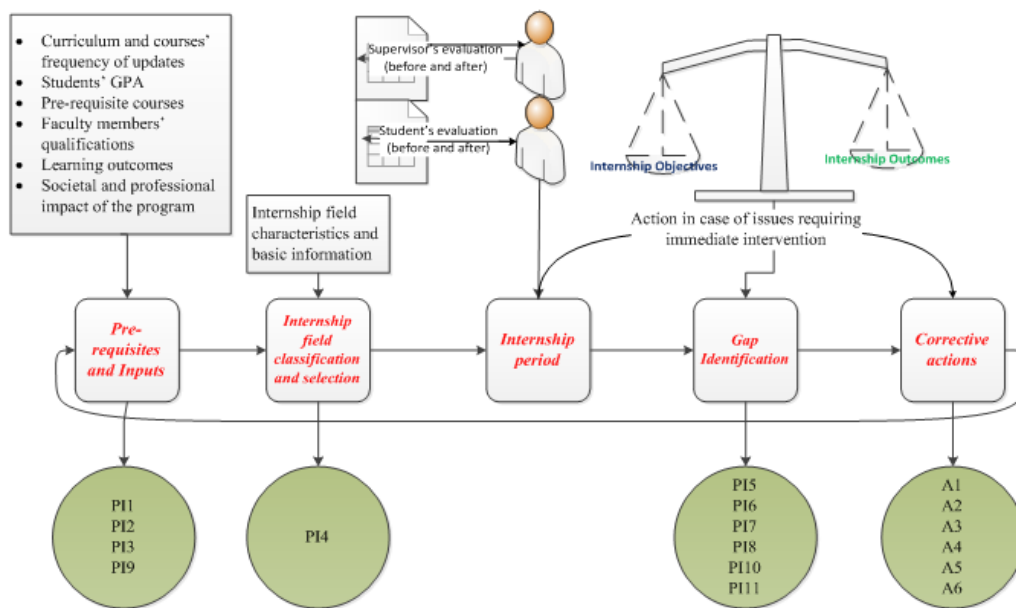 • Curriculum and courses’
frequency of updates
• Students’ GPA
• Pre-requisite courses
• Faculty members’
qualifications
• Learning outcomes
• Societal and professional
impact of the program
Supervisor's evaluation
(before and after)
Student's evaluation
(before and after)
Internship Objectives
Internship Outcomes
Internship field
characteristics and
basic information
Action in case of issues requiring
immediate intervention
Pre-
requisites
and Inputs
Internship
field
classification
and selection
Internship
period
Gap
Identification
Corrective
actions
PI1
PI2
PI3
PI9
PI4
PI5
PI6
PI7
PI8
PI10
PI11
A1
A2
A3
A4
A5
A6